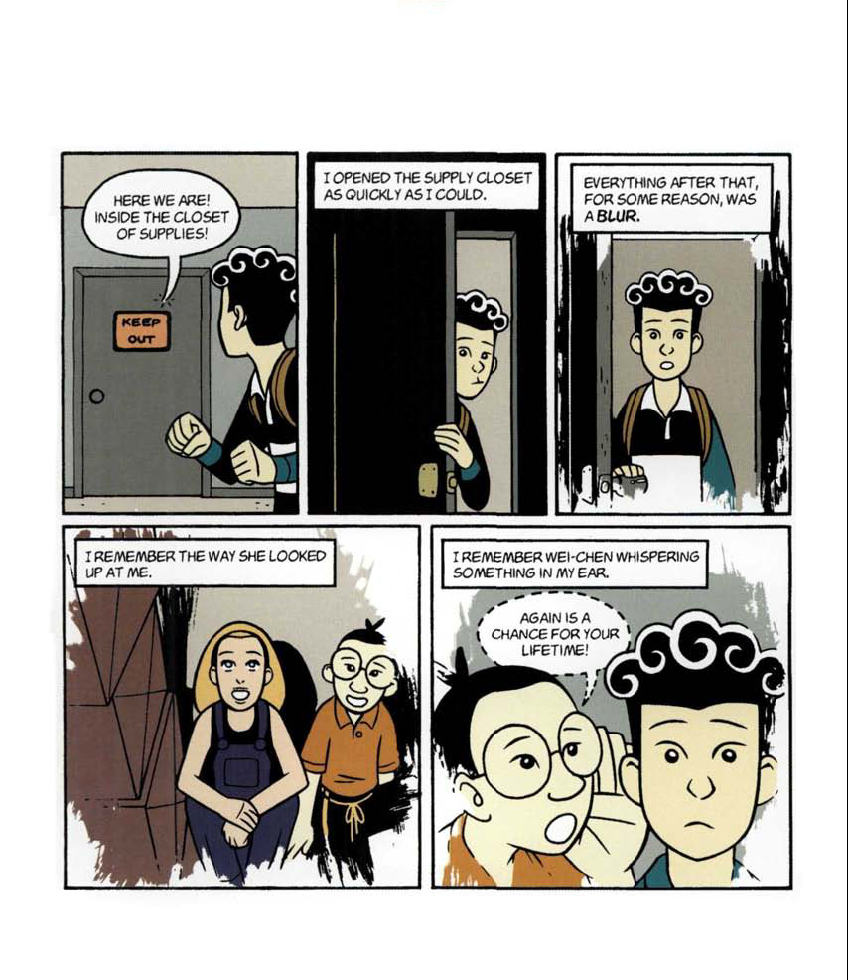 HERE WE ARE!
INSIDE THE CLOSET
OF SUPPLIES!
KEEP
OUT
I OPENED THE SUPPLY CLOSET
AS QUICKLY AS I COULD.
EVERYTHING AFTER THAT,
FOR SOME REASON, WAS
A BLUR.
I REMEMBER THE WAY SHE LOOKED
UP AT ME.
I REMEMBER WEI-CHEN WHISPERING
SOMETHING IN MY EAR.
AGAIN IS A
CHANCE FOR YOUR
LIFETIME!